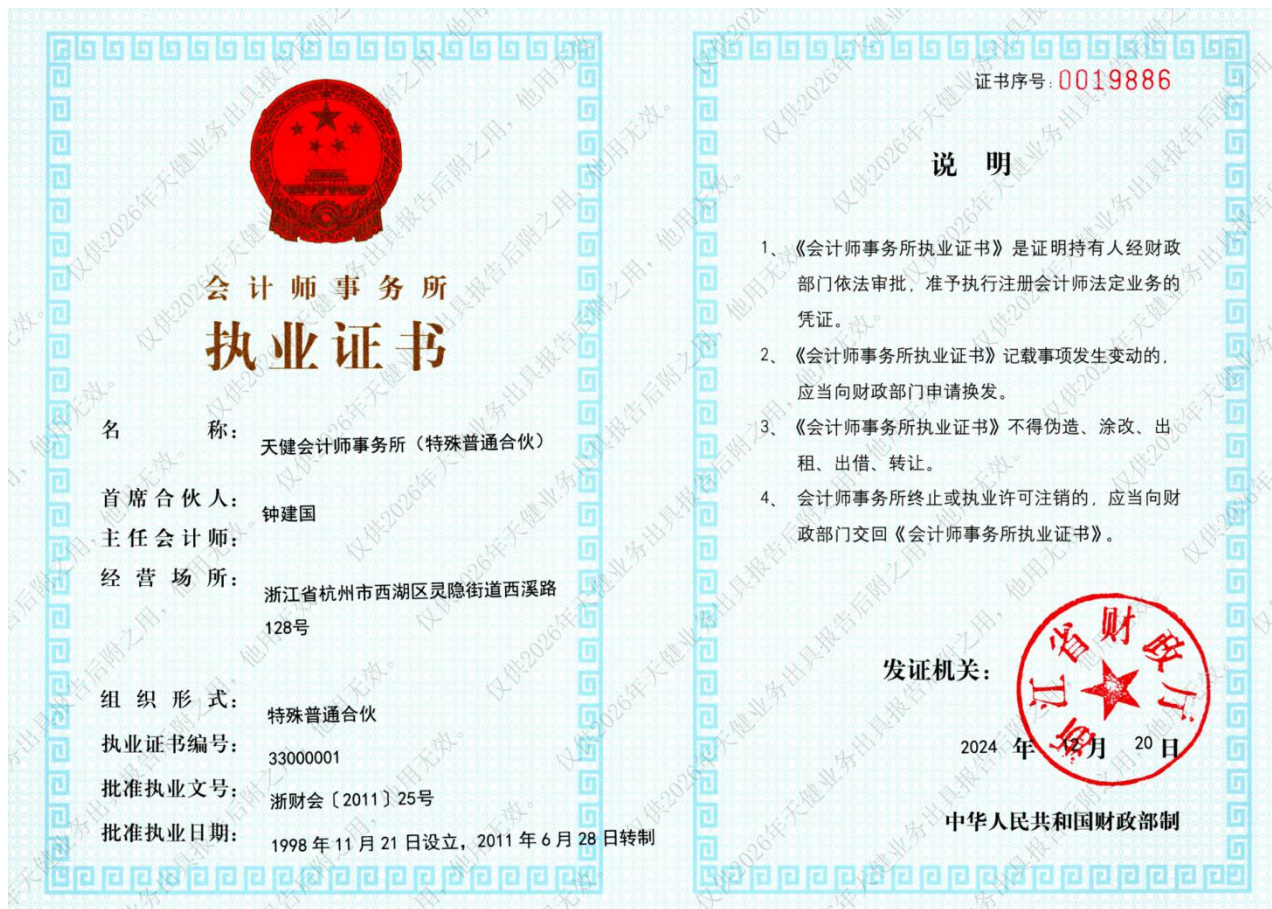 会计师事务所
执业证书
名 称：
天健会计师事务所（特殊普通合伙）
首席合伙人：
钟建国
主任会计师：
经营场所：
浙江省杭州市西湖区灵隐街道西溪路
128号
组织形式：
特殊普通合伙
执业证书编号：
33000001
批准执业文号：
浙财会〔2011〕25号
批准执业日期：
1998 年 11 月 21 日设立，2011 年 6 月 28 日转制
证书序号：0019886
说 明
1、《会计师事务所执业证书》是证明持有人经财政
部门依法审批，准予执行注册会计师法定业务的
凭证。
2、《会计师事务所执业证书》记载事项发生变动的，
应当向财政部门申请换发。
3、《会计师事务所执业证书》不得伪造、涂改、出
租、出借、转让。
4、会计师事务所终止或执业许可注销的，应当向财
政部门交回《会计师事务所执业证书》。
发证机关：
浙江省财政厅
2024 年 12 月 20 日
中华人民共和国财政部制
仅供2026年天健业务出具报告后附之用，他用无效。